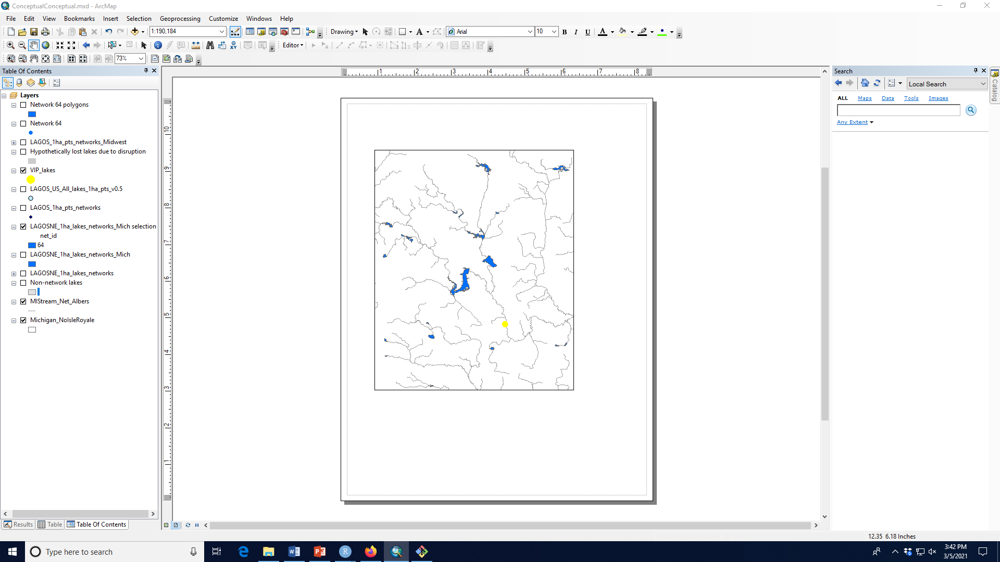 ConceptualConceptual.mxd - ArcMap
File Edit View Bookmarks Insert Selection Geoprocessing Customize Windows Help
1:190,184 Drawing Arial 10 B I U A
Editor
73%
Table Of Contents
Layers
Network 64 polygons
Network 64
LAGOS_1ha_pts_networks_Midwest
Hypothetically lost lakes due to disruption
VIP_lakes
LAGOS_US_All_lakes_1ha_pts_v0.5
LAGOS_1ha_pts_networks
LAGOSNE_1ha_lakes_networks_Mich selection
net_id
64
LAGOSNE_1ha_lakes_networks_Mich
LAGOSNE_1ha_lakes_networks
Non-network lakes
MIStream_Net_Albers
Michigan_NoIsleRoyale
Results Table Table Of Contents
1 2 3 4 5 6 7 8
10
9
8
7
6
5
4
3
2
1
Search
Local Search
ALL Maps Data Tools Images
Any Extent
Catalog
12.35 6.18 Inches
Type here to search
3:42 PM
3/5/2021